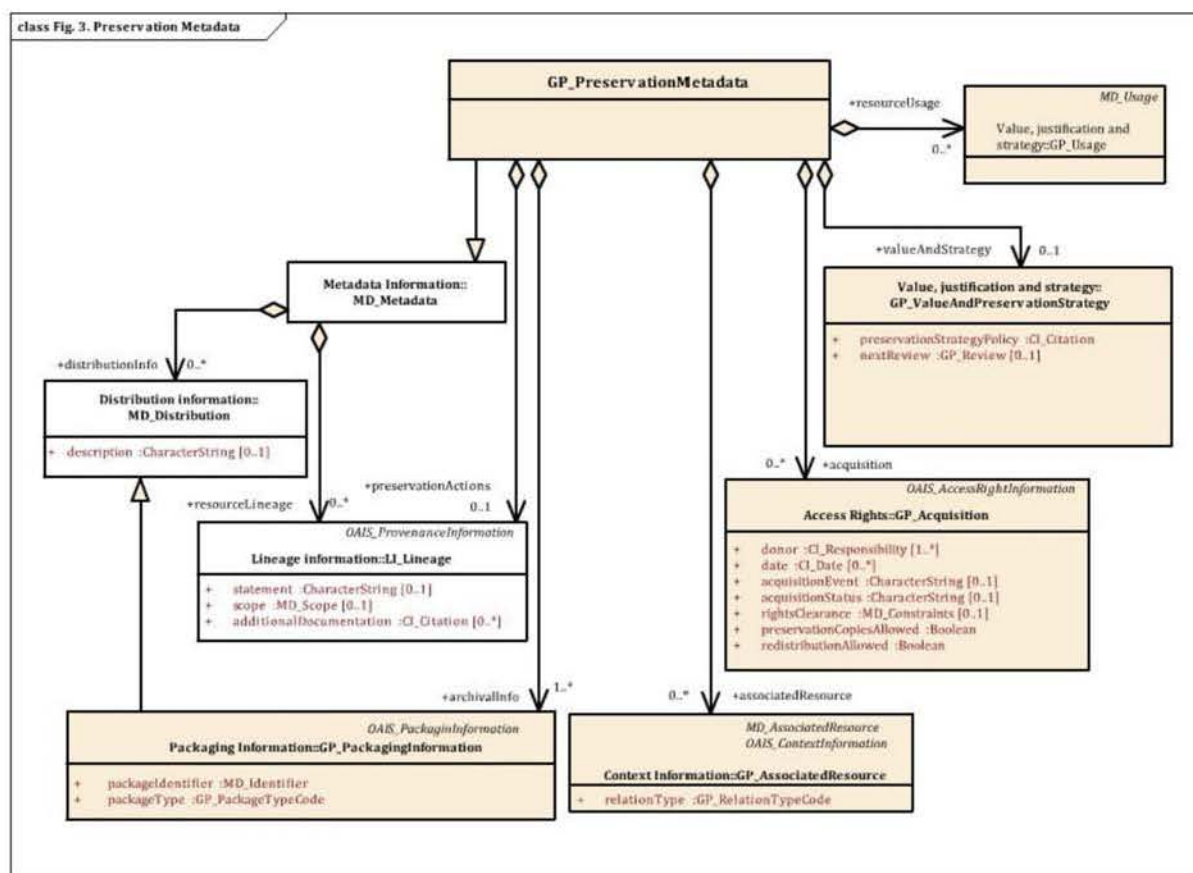 class Fig. 3. Preservation Metadata
GP_PreservationMetadata
+resourceUsage
0..*
MD_Usage
Value, justification and
strategy::GP_Usage
+valueAndStrategy
0..1
Value, justification and strategy::
GP_ValueAndPreservationStrategy
+ preservationStrategyPolicy :CI_Citation
+ nextReview :GP_Review [0..1]
Metadata Information::
MD_Metadata
+distributionInfo
0..*
Distribution information::
MD_Distribution
+ description :CharacterString [0..1]
+resourceLineage
0..*
+preservationActions
0..1
OAIS_ProvenanceInformation
Lineage information::LI_Lineage
+ statement :CharacterString [0..1]
+ scope :MD_Scope [0..1]
+ additionalDocumentation :CI_Citation [0..*]
0..*
+acquisition
OAIS_AccessRightInformation
Access Rights::GP_Acquisition
+ donor :CI_Responsibility [1..*]
+ date :CI_Date [0..*]
+ acquisitionEvent :CharacterString [0..1]
+ acquisitionStatus :CharacterString [0..1]
+ rightsClearance :MD_Constraints [0..1]
+ preservationCopiesAllowed :Boolean
+ redistributionAllowed :Boolean
+archivalInfo
1..*
OAIS_PackaginInformation
Packaging Information::GP_PackagingInformation
+ packageIdentifier :MD_Identifier
+ packageType :GP_PackageTypeCode
0..*
+associatedResource
MD_AssociatedResource
OAIS_ContextInformation
Context Information::GP_AssociatedResource
+ relationType :GP_RelationTypeCode